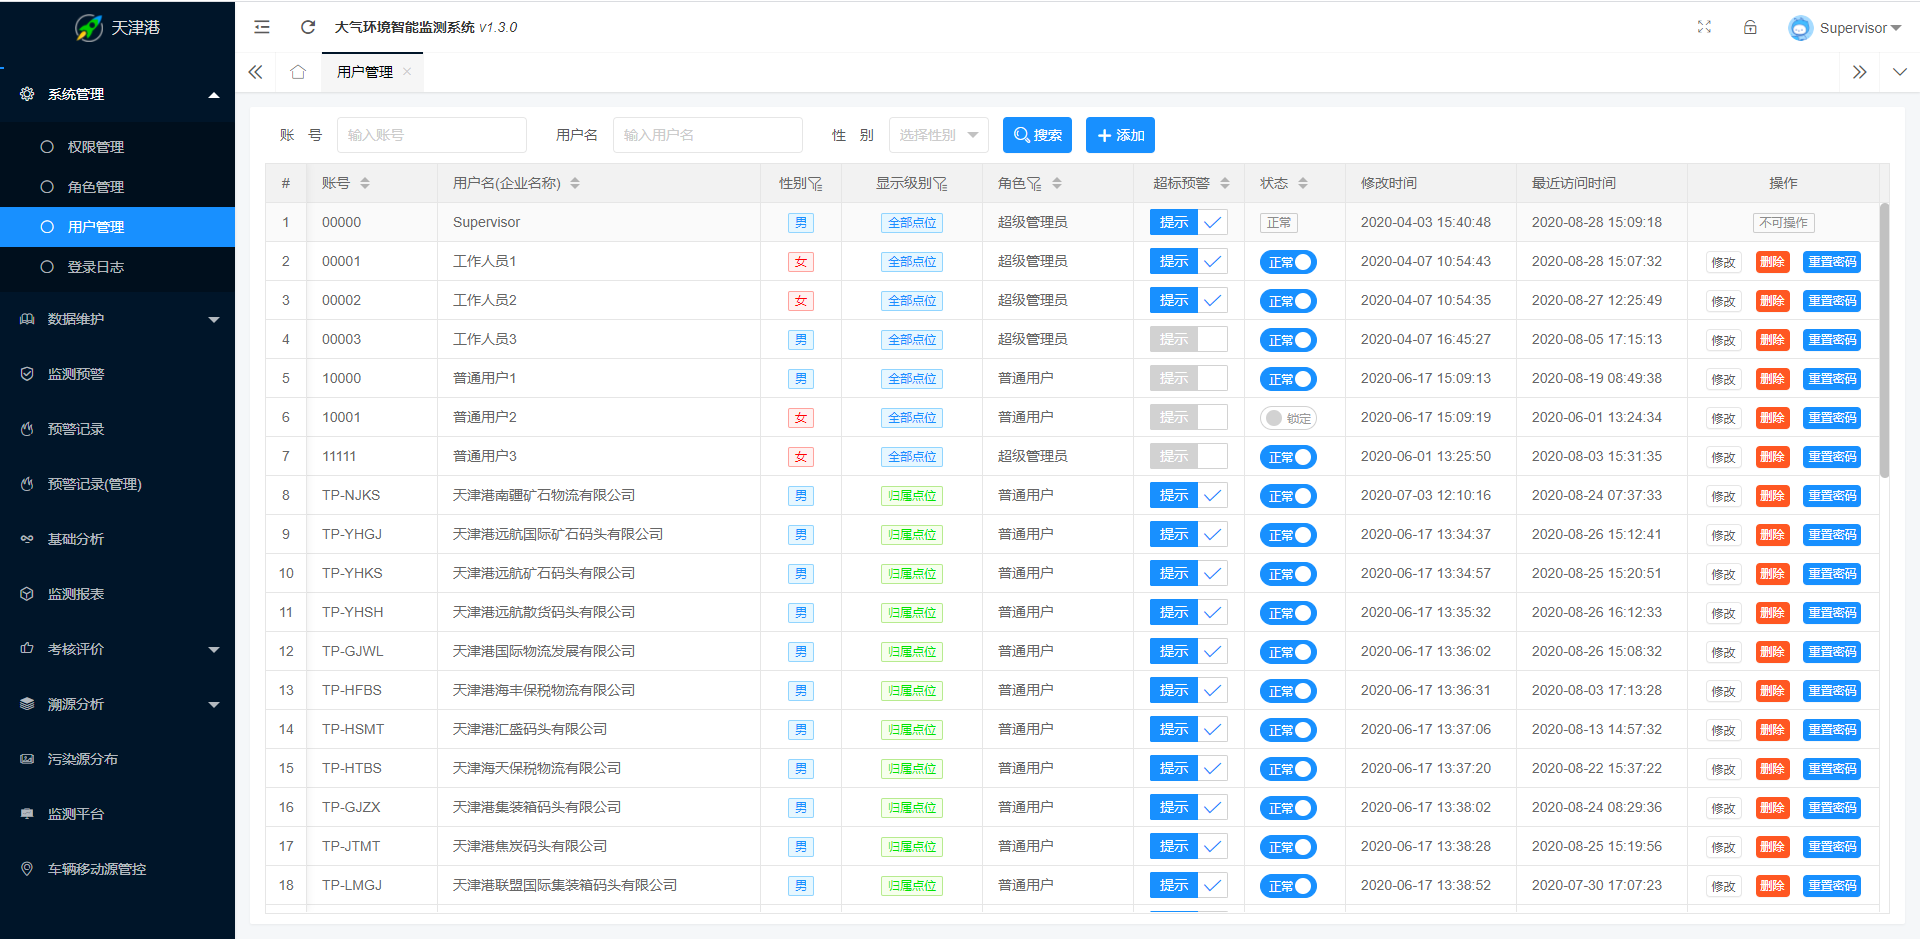 天津港
大气环境智能监测系统 v1.3.0
Supervisor
系统管理
权限管理
角色管理
用户管理
登录日志
数据维护
监测预警
预警记录
预警记录(管理)
基础分析
监测报表
考核评价
溯源分析
污染源分布
监测平台
车辆移动源管控
用户管理
账 号 输入账号 用户名 输入用户名 性 别 选择性别 搜索 添加
# 账号 用户名(企业名称) 性别 显示级别 角色 超标预警 状态 修改时间 最近访问时间 操作
1 00000 Supervisor 男 全部点位 超级管理员 提示 正常 2020-04-03 15:40:48 2020-08-28 15:09:18 不可操作
2 00001 工作人员1 女 全部点位 超级管理员 提示 正常 2020-04-07 10:54:43 2020-08-28 15:07:32 修改 删除 重置密码
3 00002 工作人员2 女 全部点位 超级管理员 提示 正常 2020-04-07 10:54:35 2020-08-27 12:25:49 修改 删除 重置密码
4 00003 工作人员3 男 全部点位 超级管理员 提示 正常 2020-04-07 16:45:27 2020-08-05 17:15:13 修改 删除 重置密码
5 10000 普通用户1 男 全部点位 普通用户 提示 正常 2020-06-17 15:09:13 2020-08-19 08:49:38 修改 删除 重置密码
6 10001 普通用户2 女 全部点位 普通用户 提示 锁定 2020-06-17 15:09:19 2020-06-01 13:24:34 修改 删除 重置密码
7 11111 普通用户3 女 全部点位 超级管理员 提示 正常 2020-06-01 13:25:50 2020-08-03 15:31:35 修改 删除 重置密码
8 TP-NJKS 天津港南疆矿石物流有限公司 男 归属点位 普通用户 提示 正常 2020-07-03 12:10:16 2020-08-24 07:37:33 修改 删除 重置密码
9 TP-YHGJ 天津港远航国际矿石码头有限公司 男 归属点位 普通用户 提示 正常 2020-06-17 13:34:37 2020-08-26 15:12:41 修改 删除 重置密码
10 TP-YHKS 天津港远航矿石码头有限公司 男 归属点位 普通用户 提示 正常 2020-06-17 13:34:57 2020-08-25 15:20:51 修改 删除 重置密码
11 TP-YHSH 天津港远航散货码头有限公司 男 归属点位 普通用户 提示 正常 2020-06-17 13:35:32 2020-08-26 16:12:33 修改 删除 重置密码
12 TP-GJWL 天津港国际物流发展有限公司 男 归属点位 普通用户 提示 正常 2020-06-17 13:36:02 2020-08-26 15:08:32 修改 删除 重置密码
13 TP-HFBS 天津港海丰保税物流有限公司 男 归属点位 普通用户 提示 正常 2020-06-17 13:36:31 2020-08-03 17:13:28 修改 删除 重置密码
14 TP-HSMT 天津港汇盛码头有限公司 男 归属点位 普通用户 提示 正常 2020-06-17 13:37:06 2020-08-13 14:57:32 修改 删除 重置密码
15 TP-HTBS 天津海天保税物流有限公司 男 归属点位 普通用户 提示 正常 2020-06-17 13:37:20 2020-08-22 15:37:22 修改 删除 重置密码
16 TP-GJZX 天津港集装箱码头有限公司 男 归属点位 普通用户 提示 正常 2020-06-17 13:38:02 2020-08-24 08:29:36 修改 删除 重置密码
17 TP-JTMT 天津港焦炭码头有限公司 男 归属点位 普通用户 提示 正常 2020-06-17 13:38:28 2020-08-25 15:19:56 修改 删除 重置密码
18 TP-LMGJ 天津港联盟国际集装箱码头有限公司 男 归属点位 普通用户 提示 正常 2020-06-17 13:38:52 2020-07-30 17:07:23 修改 删除 重置密码